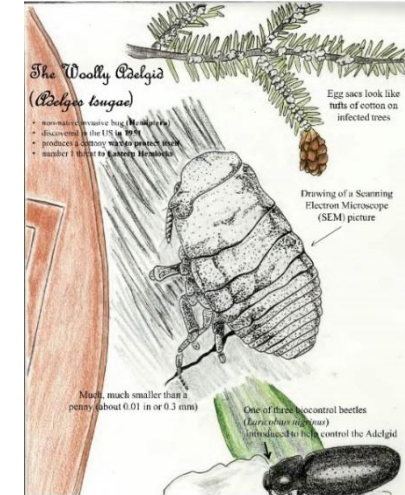 The Woolly Adelgid
(Adelges tsugae)
• non-native invasive bug (Hemiptera)
• discovered in the US in 1951
• produces a cottony wax to protect itself
• number 1 threat to Eastern Hemlocks
Egg sacs look like
tufts of cotton on
infected trees
Drawing of a Scanning
Electron Microscope
(SEM) picture
Much, much smaller than a
penny (about 0.01 in or 0.3 mm)
One of three biocontrol beetles
(Laricobus nigrinus)
introduced to help control the Adelgid